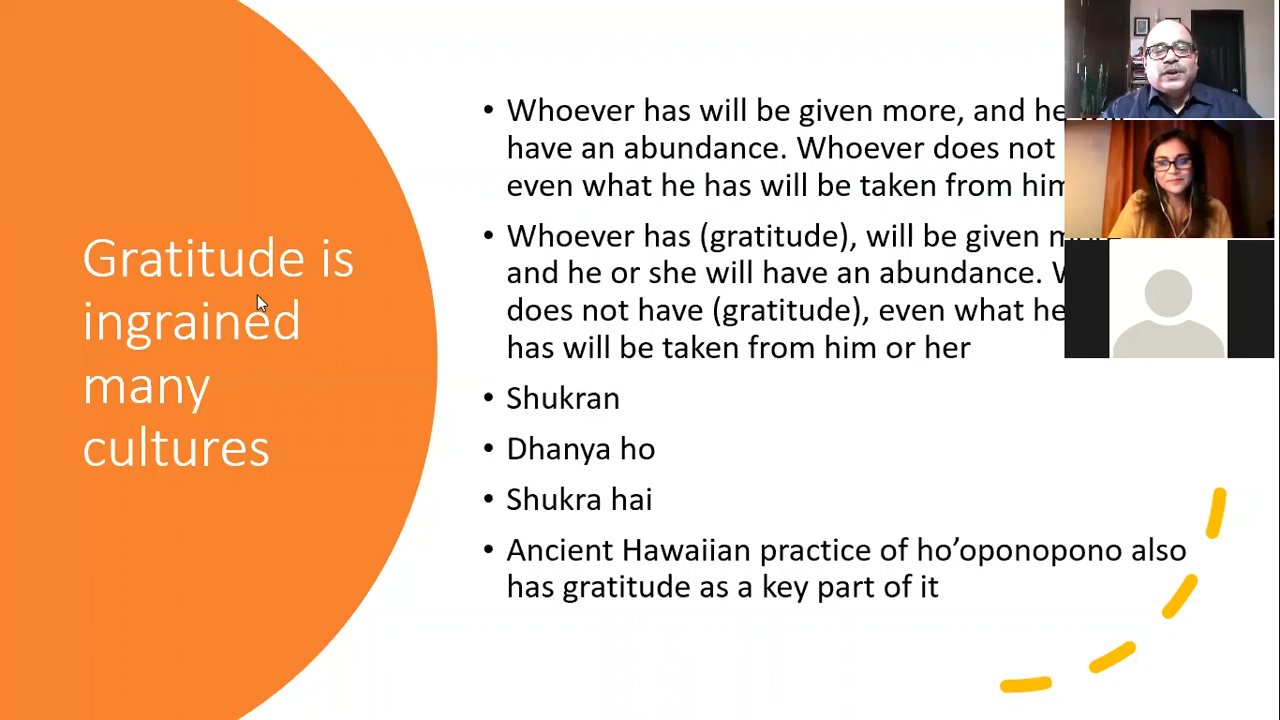 Gratitude is
ingrained
many
cultures
• Whoever has will be given more, and he will
have an abundance. Whoever does not
even what he has will be taken from him
• Whoever has (gratitude), will be given more
and he or she will have an abundance.
does not have (gratitude), even what he
has will be taken from him or her
• Shukran
• Dhanya ho
• Shukra hai
• Ancient Hawaiian practice of ho’oponopono also
has gratitude as a key part of it